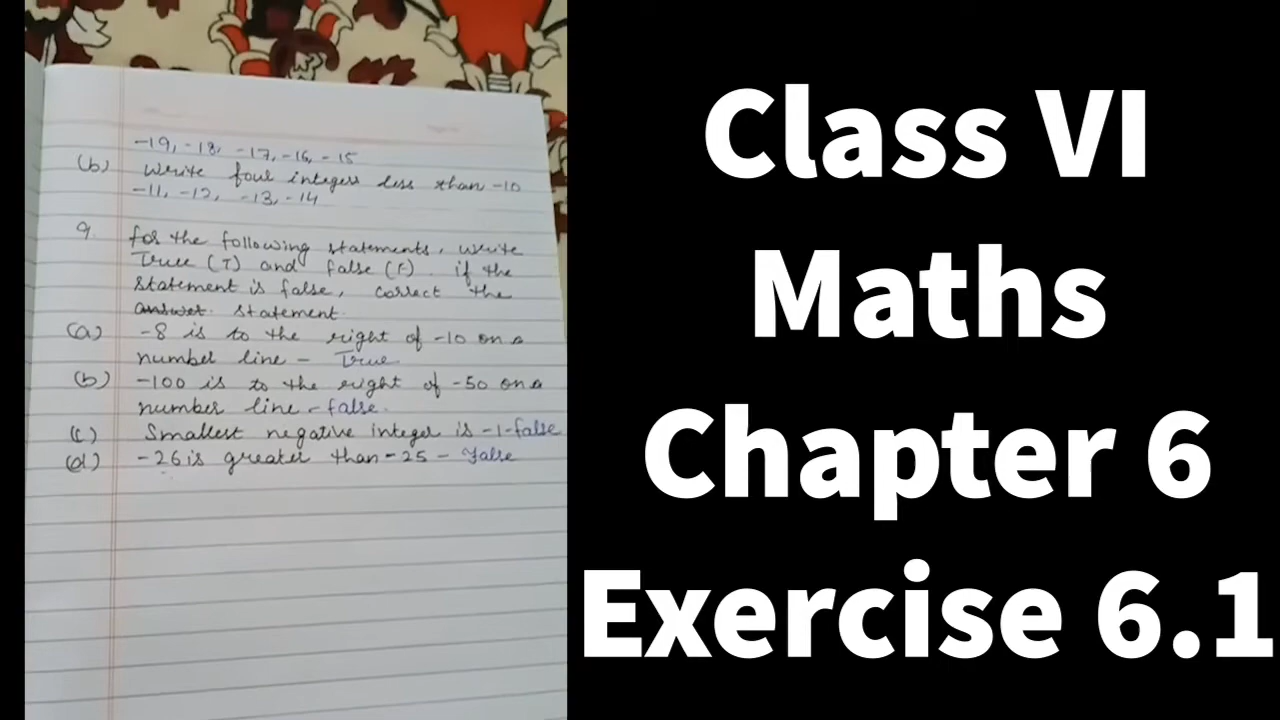 -19, -18, -17, -16, -15
(b) Write four integers less than -10
-11, -12, -13, -14
9. for the following statements, write
True (T) and false (F). if the
statement is false, correct the
answer. statement.
(a) -8 is to the right of -10 on a
number line - True.
(b) -100 is to the right of -50 on a
number line - false.
(c) Smallest negative integer is -1-false
(d) -26 is greater than -25 - false
Class VI
Maths
Chapter 6
Exercise 6.1